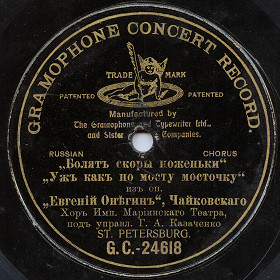 GRAMOPHONE CONCERT RECORD.
TRADE MARK
PATENTED PATENTED
Manufactured by
The Gramophone and Typewriter Ltd.,
and Sister Companies.
RUSSIAN CHORUS
„Болятъ скоры ноженьки“
„Ужъ какъ по мосту мосточку“
изъ оп.
„Евгеній Онѣгинъ“, Чайковскаго
Хоръ Имп. Маріинскаго Театра,
подъ управл. Г. А. Казаченко
ST. PETERSBURG.
G.C.-24618